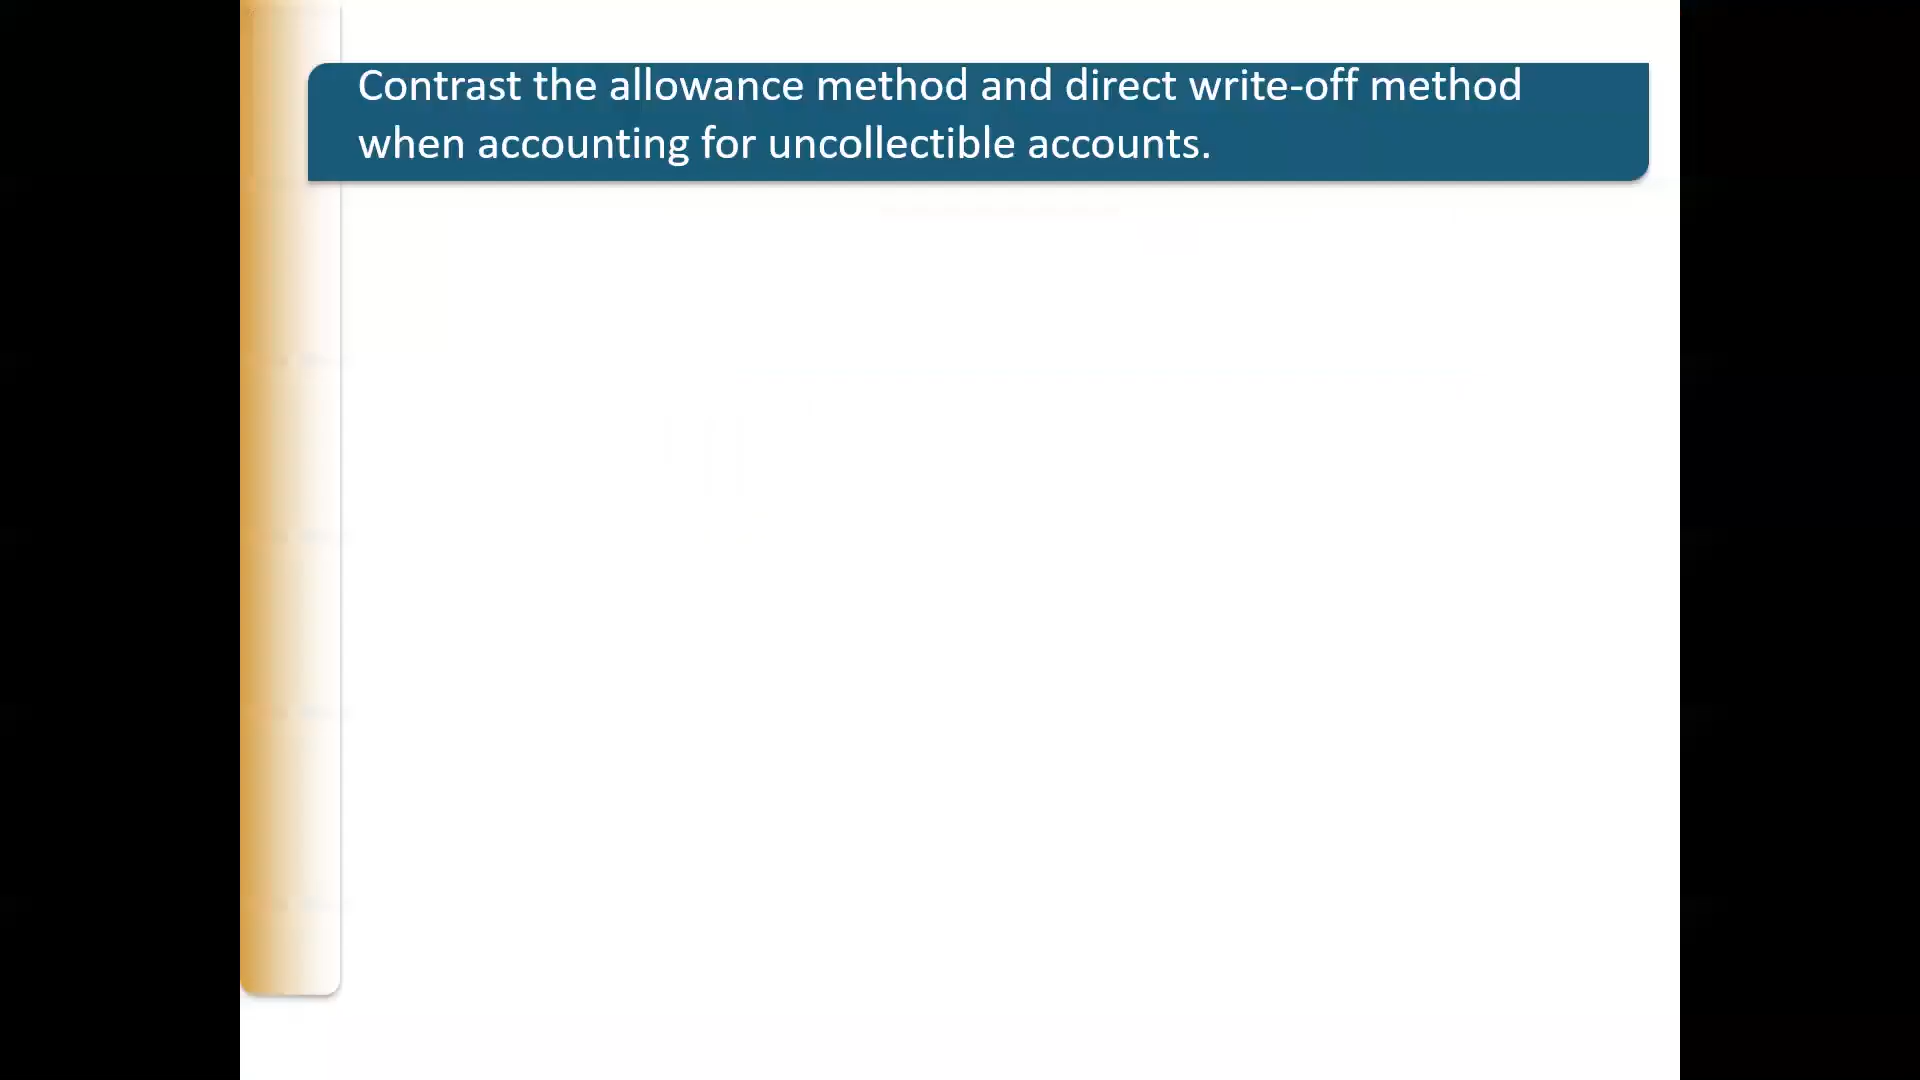 Contrast the allowance method and direct write-off method
when accounting for uncollectible accounts.